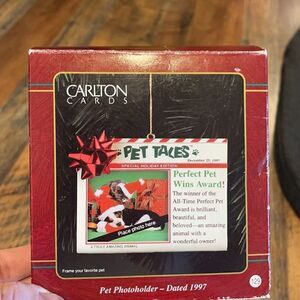 CARLTON
CARDS
PET TALES
SPECIAL HOLIDAY EDITION
December 25, 1997
Perfect Pet
Wins Award!
The winner of the
All-Time Perfect Pet
Award is brilliant,
beautiful, and
beloved—an
amazing animal
with a
wonderful owner!
Place photo here
A TRULY AMAZING ANIMAL
Frame your favorite pet
Pet Photoholder – Dated 1997
129